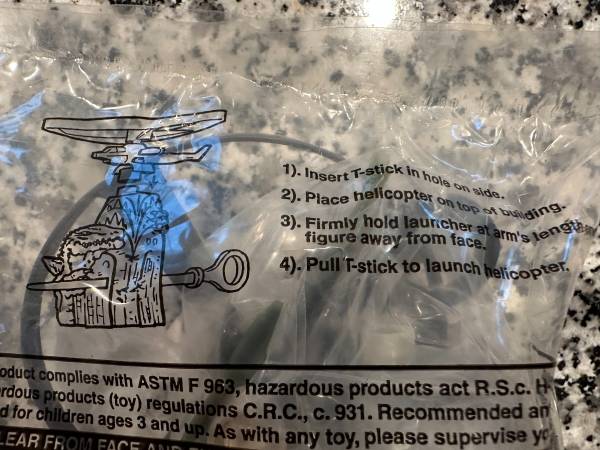 1). Insert T-stick in hole on side.
2). Place helicopter on top of building.
3). Firmly hold launcher at arm's length,
figure away from face.
4). Pull T-stick to launch helicopter.
oduct complies with ASTM F 963, hazardous products act R.S.c. H-
rdous products (toy) regulations C.R.C., c. 931. Recommended an
d for children ages 3 and up. As with any toy, please supervise yo
LEAR FROM FACE AND